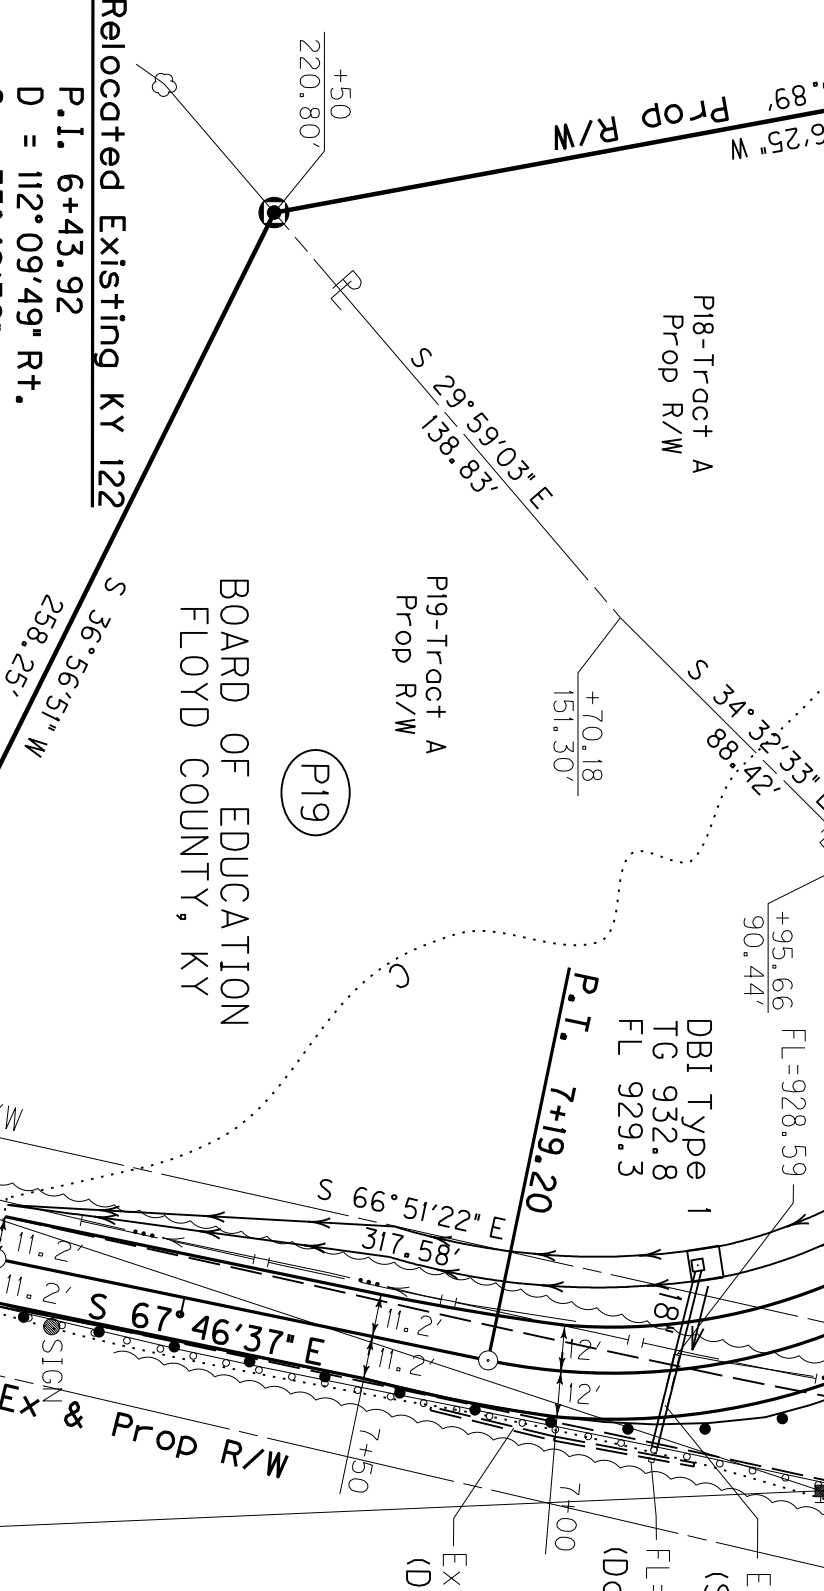 Relocated Existing KY 122
P.I. 6+43.92
D = 112°09'49" Rt.
+50
220.80'
Prop R/W
PL
S 29°59'03" E
138.83'
P18-Tract A
Prop R/W
P19-Tract A
Prop R/W
S 36°56'51" W
258.25'
BOARD OF EDUCATION
FLOYD COUNTY, KY
P19
+70.18
151.30'
S 34°32'33"
88.42'
+95.66
90.44'
FL=928.59
C
P.T. 7+19.20
DBI Type 1
TG 932.8
FL 929.3
S 66°51'22" E
317.58'
11.2'
11.2'
S 67°46'37" E
11.2'
11.2'
12'
12'
18"
SIGN
Ex & Prop R/W
7+50
7+00
Ex
FL=